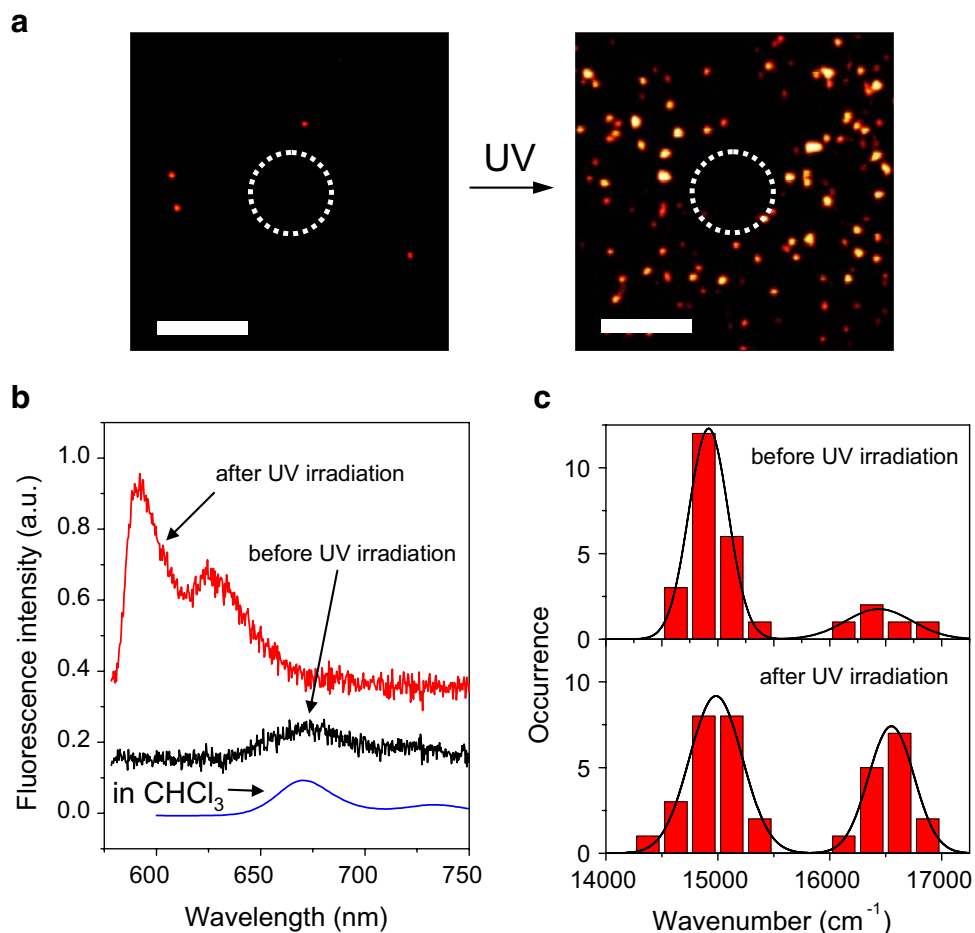 a
UV
b
1.0
0.8
0.6
0.4
0.2
0.0
600
650
700
750
Fluorescence intensity (a.u.)
Wavelength (nm)
after UV irradiation
before UV irradiation
in CHCl₃
c
10
5
0
10
5
0
14000
15000
16000
17000
Occurrence
Wavenumber (cm⁻¹)
before UV irradiation
after UV irradiation